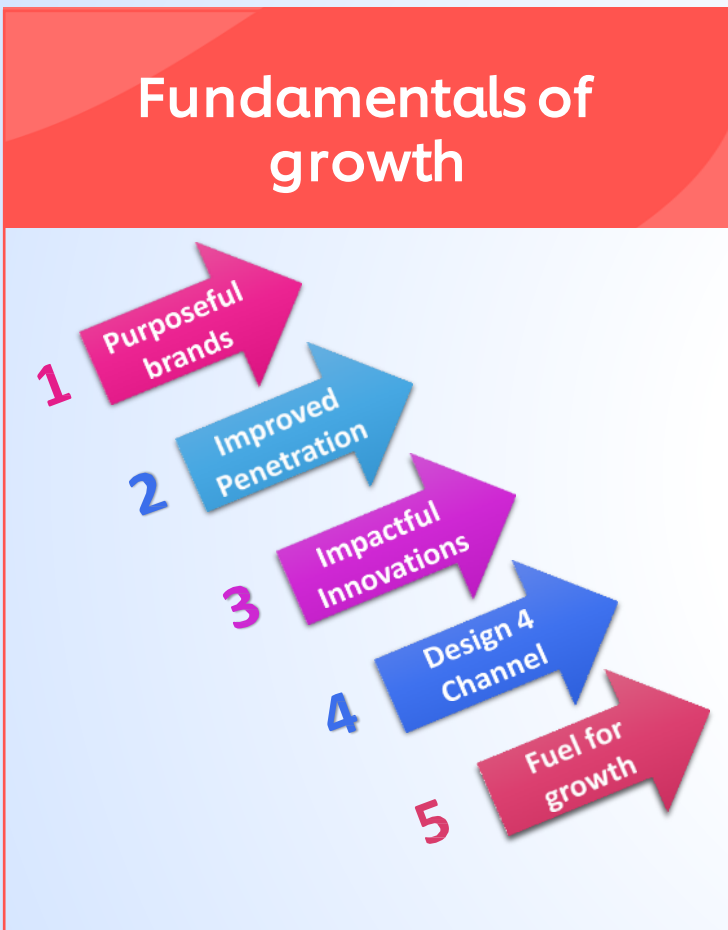 Fundamentals of
growth
1
Purposeful
brands
2
Improved
Penetration
3
Impactful
Innovations
4
Design 4
Channel
5
Fuel for
growth